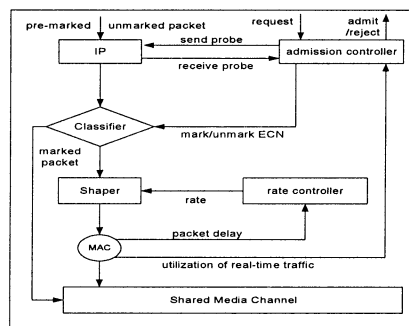 pre-marked
unmarked packet
request
admit
/reject
send probe
IP
admission controller
receive probe
Classifier
mark/unmark ECN
marked
packet
Shaper
rate
rate controller
packet delay
MAC
utilization of real-time traffic
Shared Media Channel